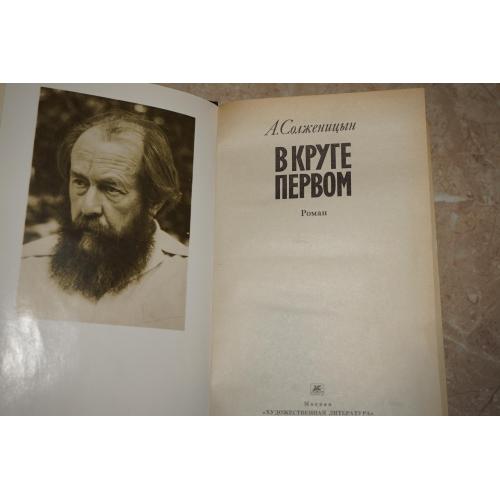 А.Солженицын
В КРУГЕ
ПЕРВОМ
Роман
Москва
«ХУДОЖЕСТВЕННАЯ ЛИТЕРАТУРА»